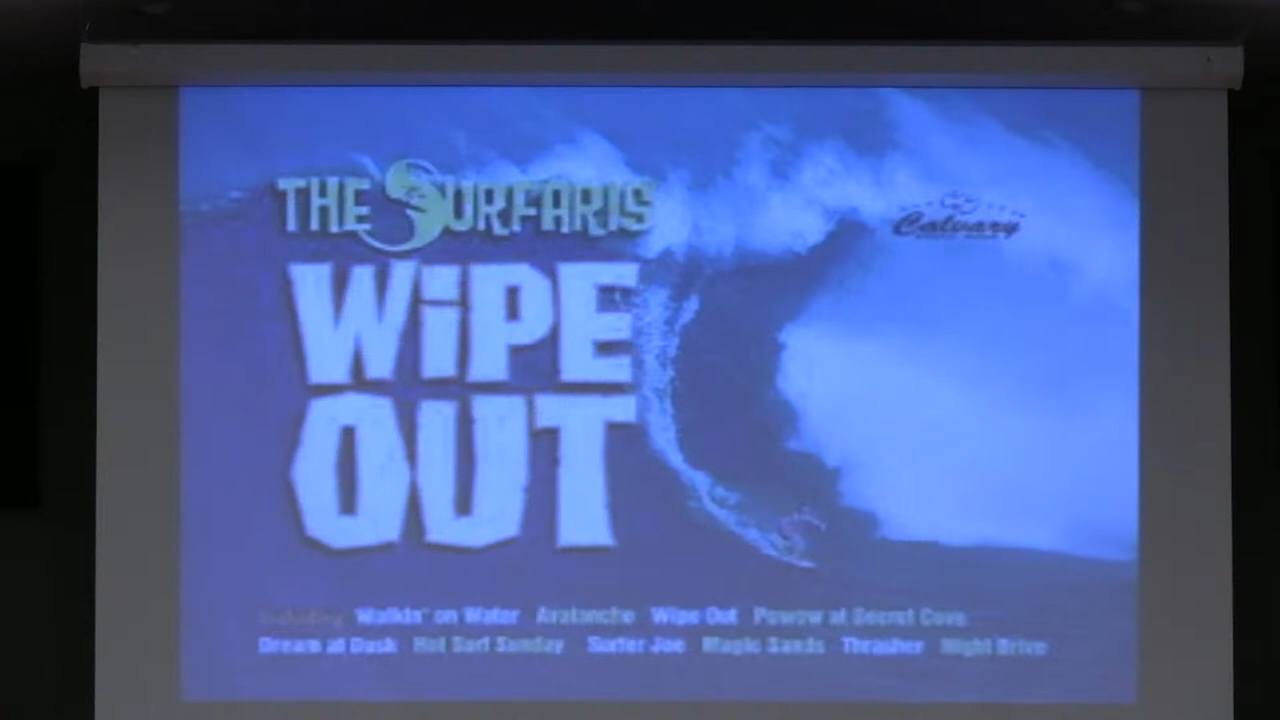 THE SURFARIS
Calvary
WiPE
OUT
Including Walkin' on Water Avalanche Wipe Out Powow at Secret Cove
Dream at Dusk Hot Surf Sunday Surfer Joe Magic Sands Thrasher Night Drive